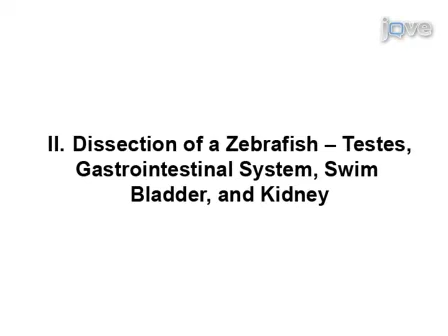 jove
II. Dissection of a Zebrafish – Testes,
Gastrointestinal System, Swim
Bladder, and Kidney